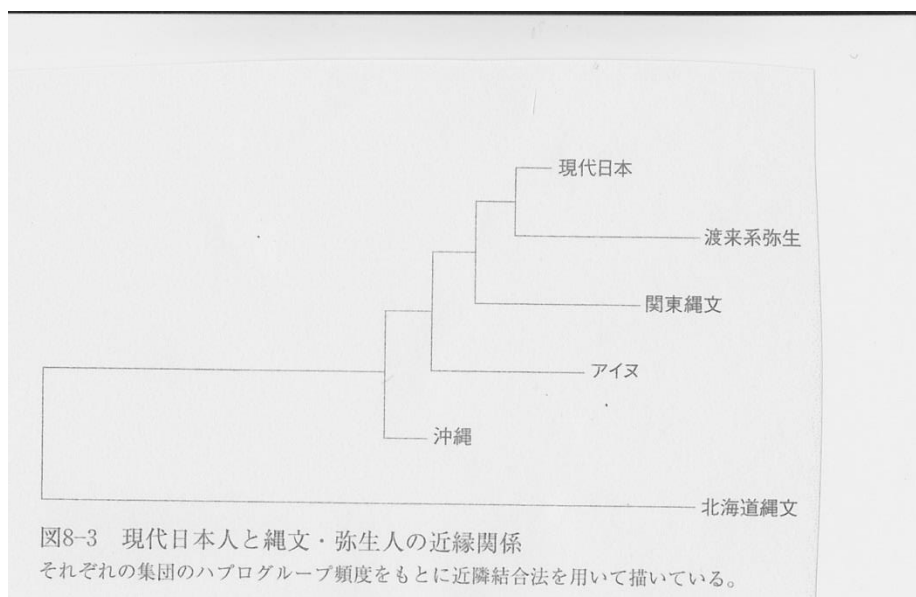 現代日本
渡来系弥生
関東縄文
アイヌ
沖縄
北海道縄文
図8-3 現代日本人と縄文・弥生人の近縁関係
それぞれの集団のハプログループ頻度をもとに近隣結合法を用いて描いている。